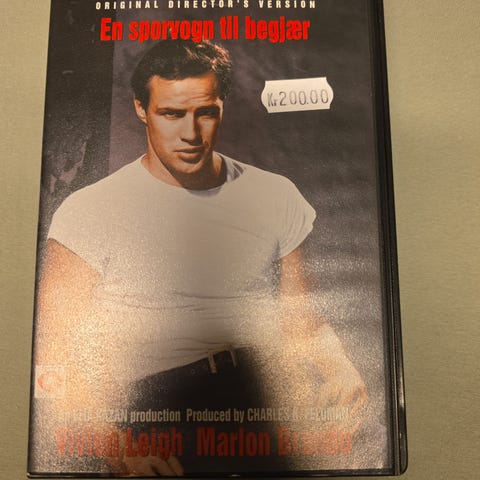 ORIGINAL DIRECTOR'S VERSION
En sporvogn til begjær
Kr 200.00
KAZAN production Produced by CHARLES K. FELDMAN
Vivien Leigh Marlon Brando